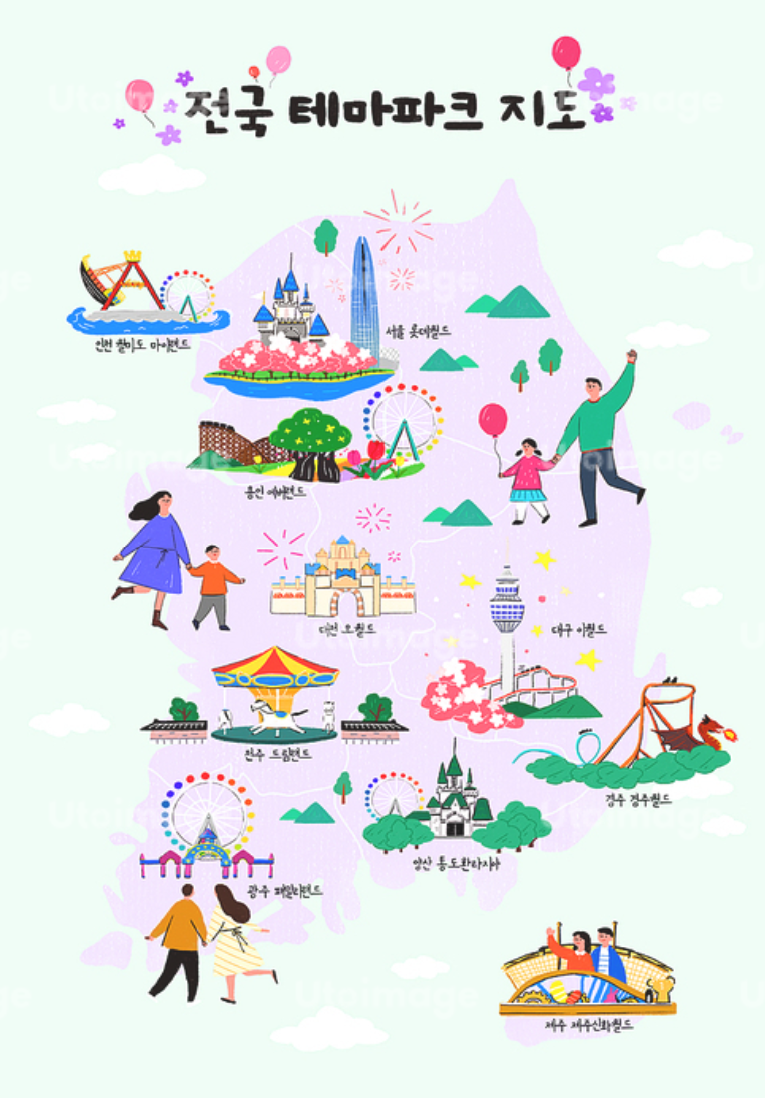 전국 테마파크 지도
인천 월미도 마이랜드
서울 롯데월드
용인 에버랜드
대전 오월드
대구 이월드
전주 드림랜드
경주 경주월드
양산 통도환타지아
광주 패밀리랜드
제주 제주신화월드
Utoimage